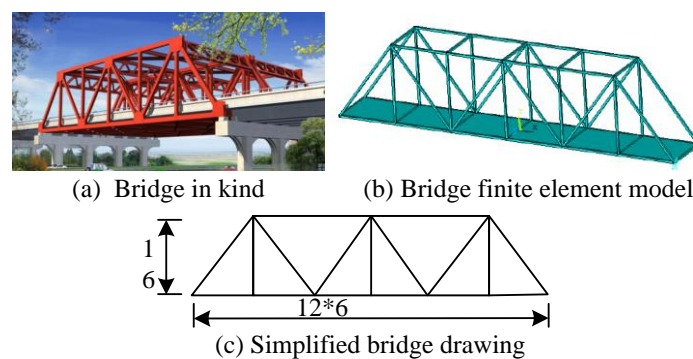 (a) Bridge in kind
(b) Bridge finite element model
1
6
12*6
(c) Simplified bridge drawing